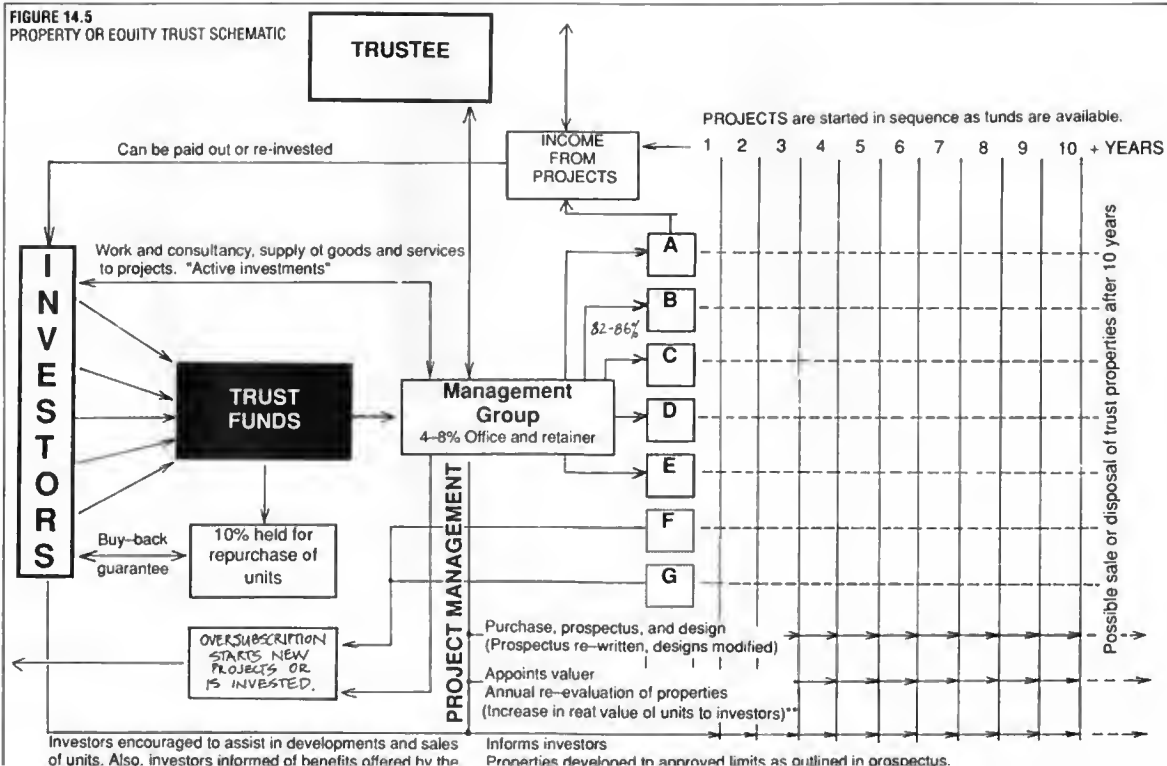 FIGURE 14.5
PROPERTY OR EQUITY TRUST SCHEMATIC
TRUSTEE
PROJECTS are started in sequence as funds are available.
1 2 3 4 5 6 7 8 9 10 + YEARS
INCOME
FROM
PROJECTS
Can be paid out or re-invested
INVESTORS
Work and consultancy, supply of goods and services
to projects. "Active investments"
A
B
82-86%
C
D
E
F
G
TRUST
FUNDS
Management
Group
4–8% Office and retainer
Buy-back
guarantee
10% held for
repurchase of
units
OVERSUBSCRIPTION
STARTS NEW
PROJECTS OR
IS INVESTED.
PROJECT MANAGEMENT
Possible sale or disposal of trust properties after 10 years
Purchase, prospectus, and design
(Prospectus re–written, designs modified)
Appoints valuer
Annual re–evaluation of properties
(Increase in real value of units to investors)**
Investors encouraged to assist in developments and sales
of units. Also, investors informed of benefits offered by the
Informs investors
Properties developed to approved limits as outlined in prospectus.